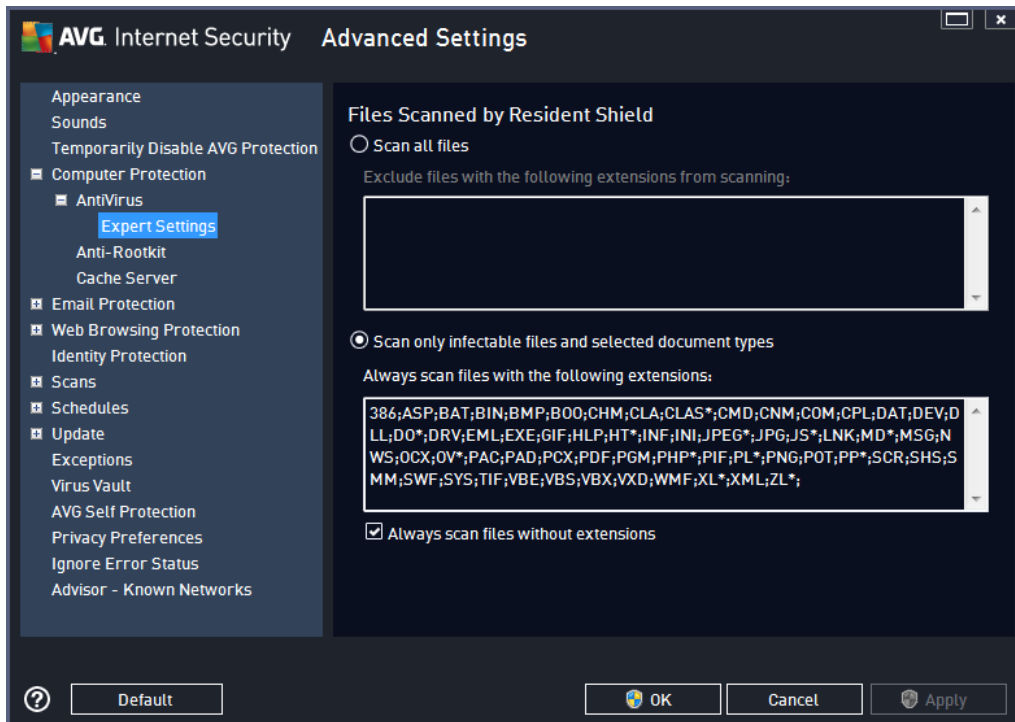 AVG. Internet Security
Advanced Settings
Appearance
Sounds
Temporarily Disable AVG Protection
Computer Protection
AntiVirus
Expert Settings
Anti-Rootkit
Cache Server
Email Protection
Web Browsing Protection
Identity Protection
Scans
Schedules
Update
Exceptions
Virus Vault
AVG Self Protection
Privacy Preferences
Ignore Error Status
Advisor - Known Networks
Files Scanned by Resident Shield
Scan all files
Exclude files with the following extensions from scanning:
Scan only infectable files and selected document types
Always scan files with the following extensions:
386;ASP;BAT;BIN;BMP;BOO;CHM;CLA;CLAS*;CMD;CNM;COM;CPL;DAT;DEV;D
LL;DO*;DRV;EML;EXE;GIF;HLP;HT*;INF;INI;JPEG*;JPG;JS*;LNK;MD*;MSG;N
WS;OCX;OV*;PAC;PAD;PCX;PDF;PGM;PHP*;PIF;PL*;PNG;POT;PP*;SCR;SHS;S
MM;SWF;SYS;TIF;VBE;VBS;VBX;VXD;WMF;XL*;XML;ZL*;
Always scan files without extensions
Default
OK
Cancel
Apply